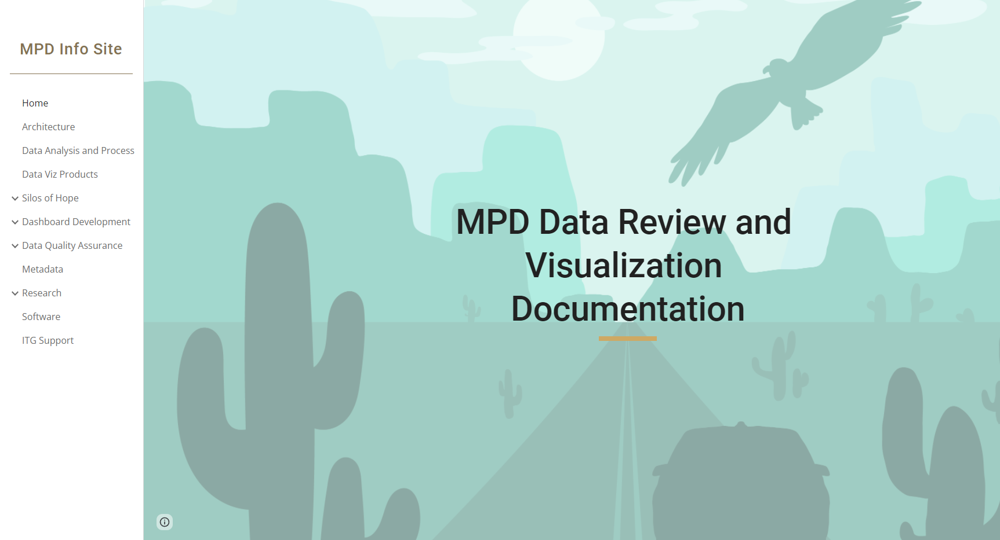 MPD Info Site
Home
Architecture
Data Analysis and Process
Data Viz Products
Silos of Hope
Dashboard Development
Data Quality Assurance
Metadata
Research
Software
ITG Support
MPD Data Review and
Visualization
Documentation